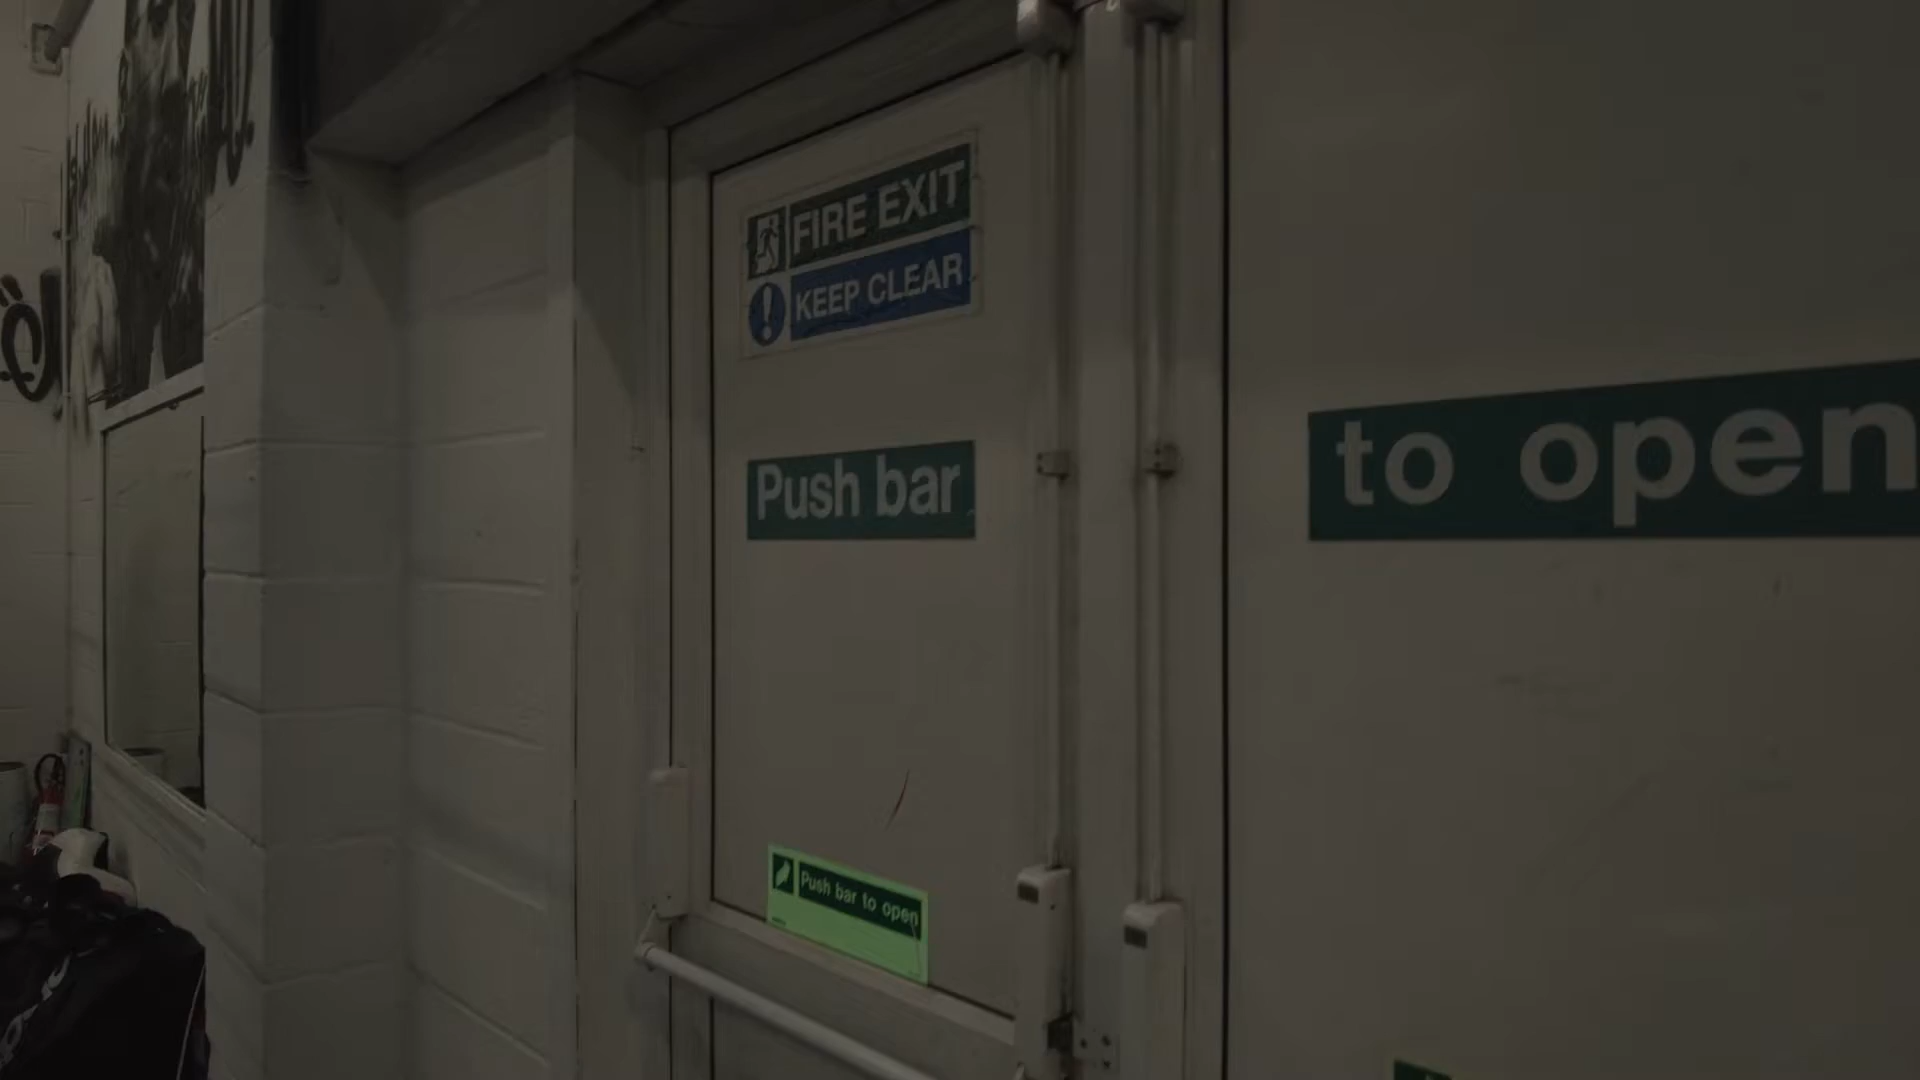 FIRE EXIT
KEEP CLEAR
Push bar
to open
Push bar to open